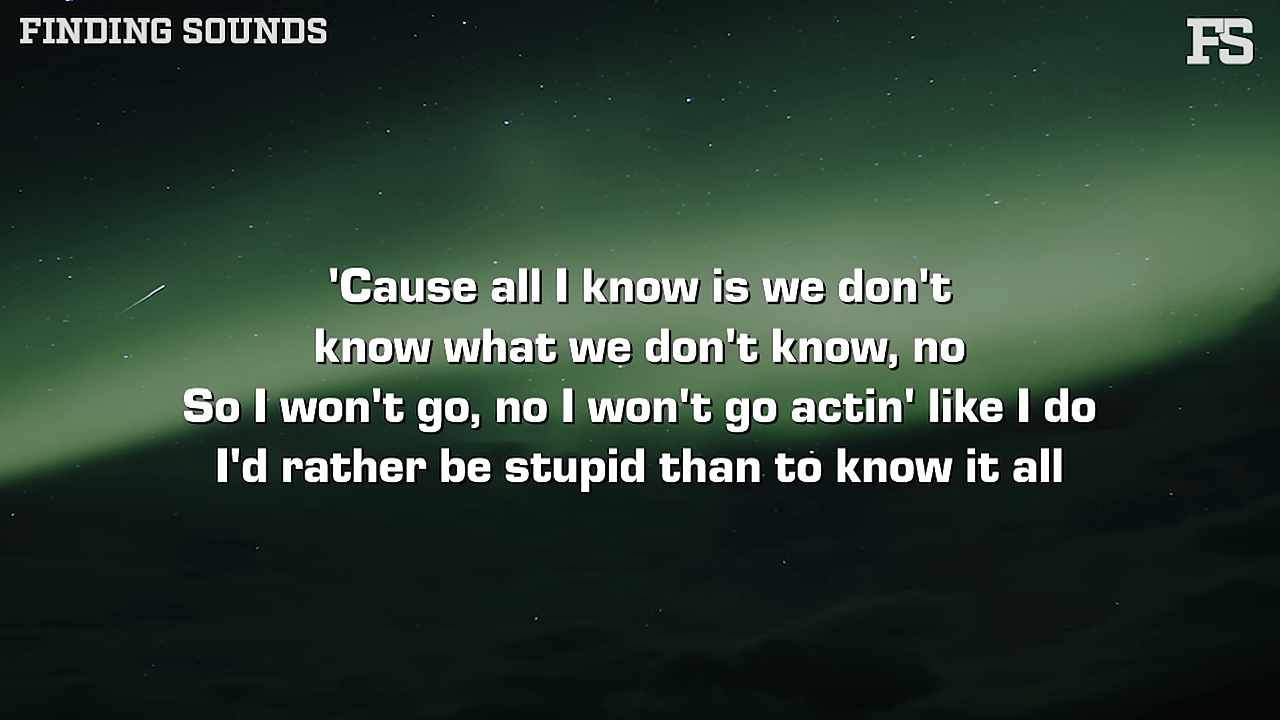 FINDING SOUNDS
FS
'Cause all I know is we don't
know what we don't know, no
So I won't go, no I won't go actin' like I do
I'd rather be stupid than to know it all